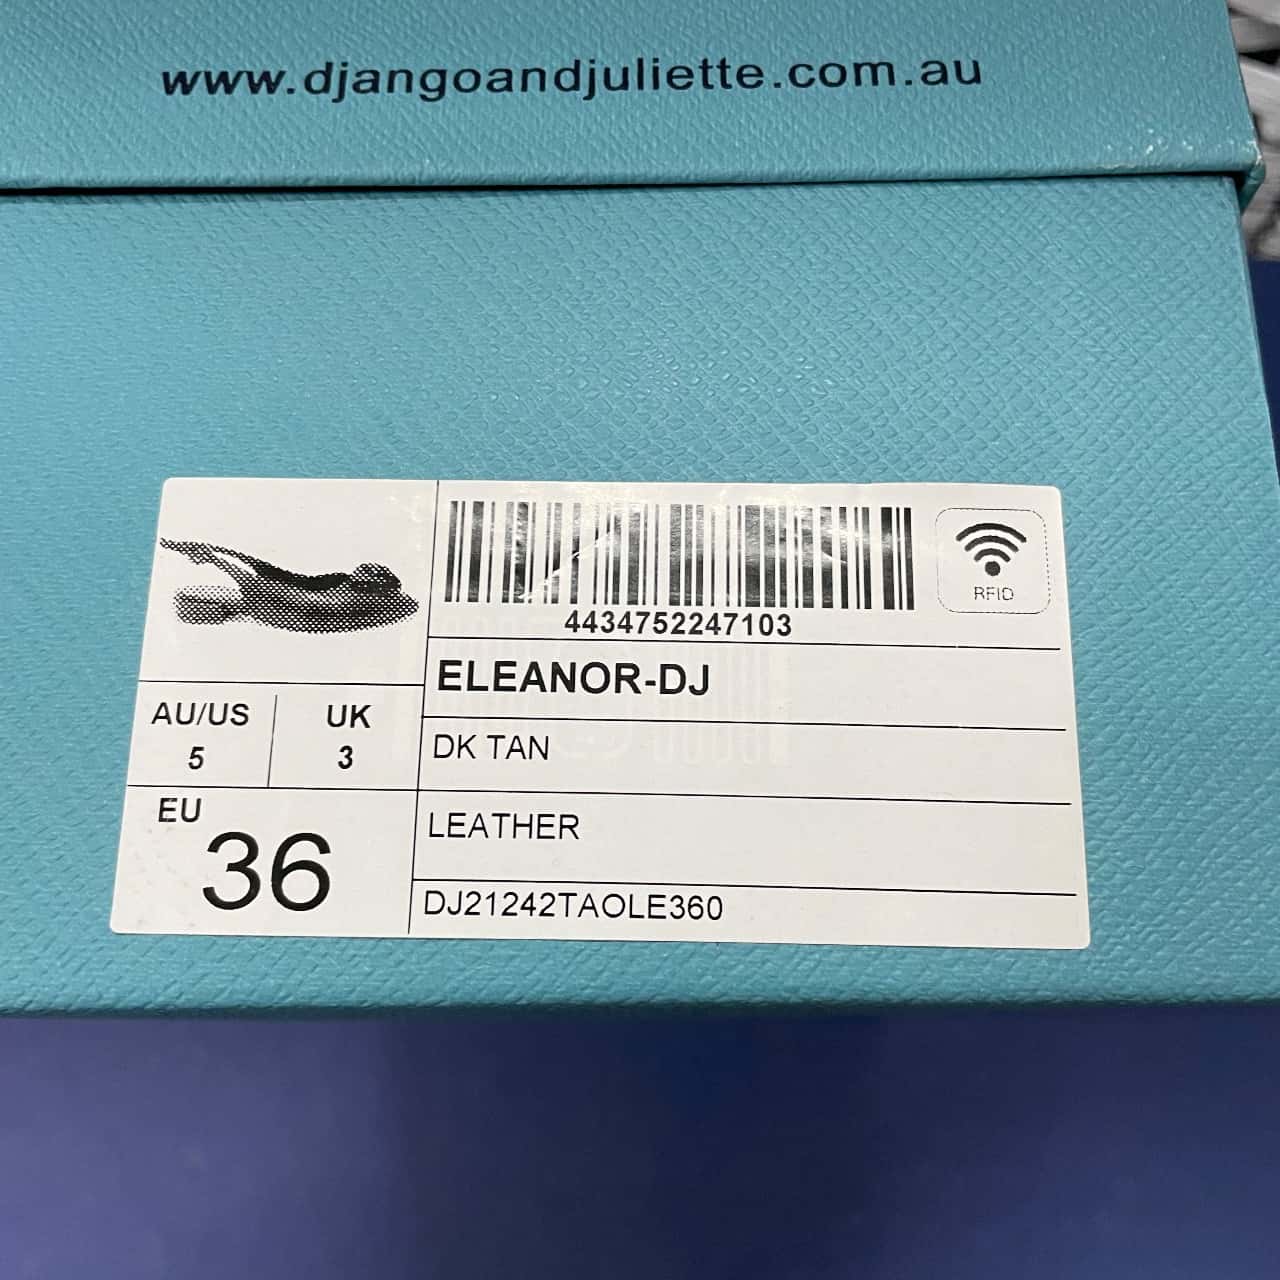 www.djangoandjuliette.com.au
4434752247103
RFID
ELEANOR-DJ
AU/US
5
UK
3
DK TAN
EU
36
LEATHER
DJ21242TAOLE360